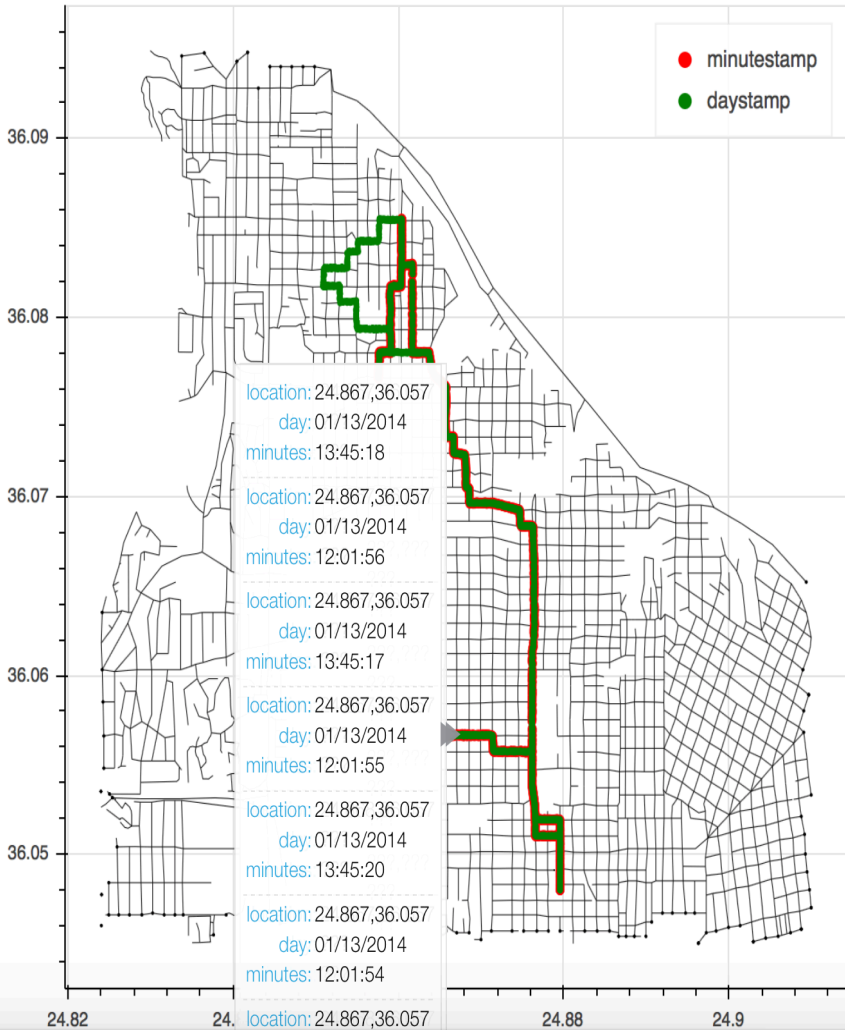 minutestamp
daystamp
36.09
36.08
36.07
36.06
36.05
location: 24.867,36.057
day: 01/13/2014
minutes: 13:45:18
location: 24.867,36.057
day: 01/13/2014
minutes: 12:01:56
location: 24.867,36.057
day: 01/13/2014
minutes: 13:45:17
location: 24.867,36.057
day: 01/13/2014
minutes: 12:01:55
location: 24.867,36.057
day: 01/13/2014
minutes: 13:45:20
location: 24.867,36.057
day: 01/13/2014
minutes: 12:01:54
location: 24.867,36.057
24.82
24.
24.88
24.9